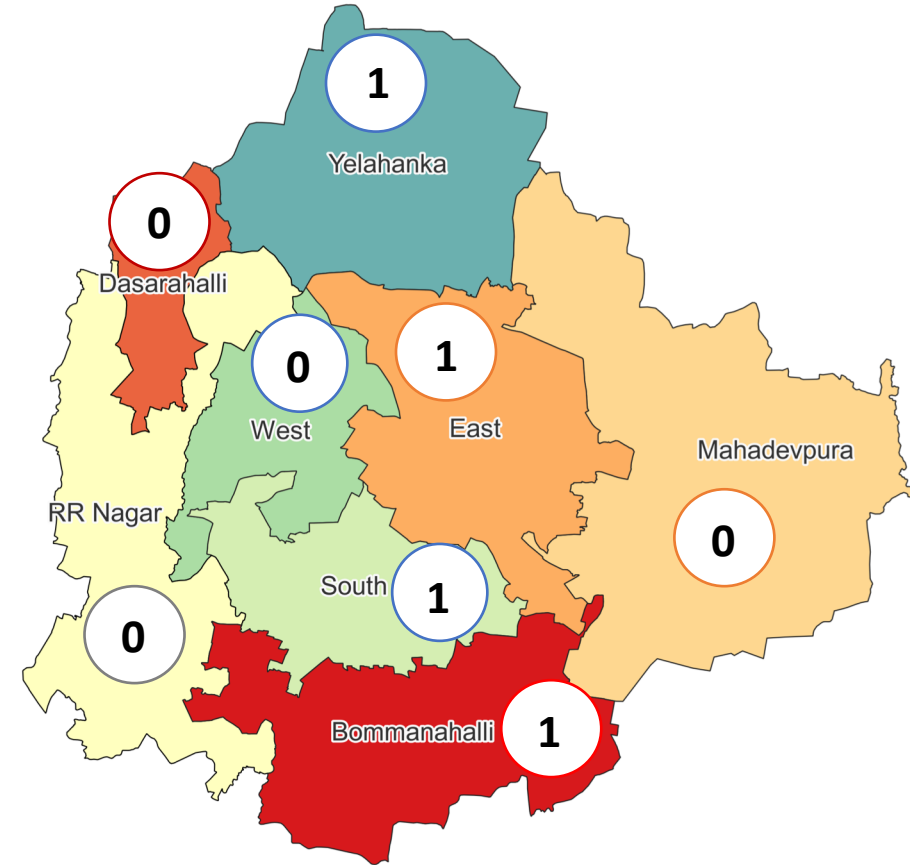 1
Yelahanka
0
Dasarahalli
0
1
West
East
Mahadevpura
RR Nagar
0
South
1
0
Bommanahalli
1